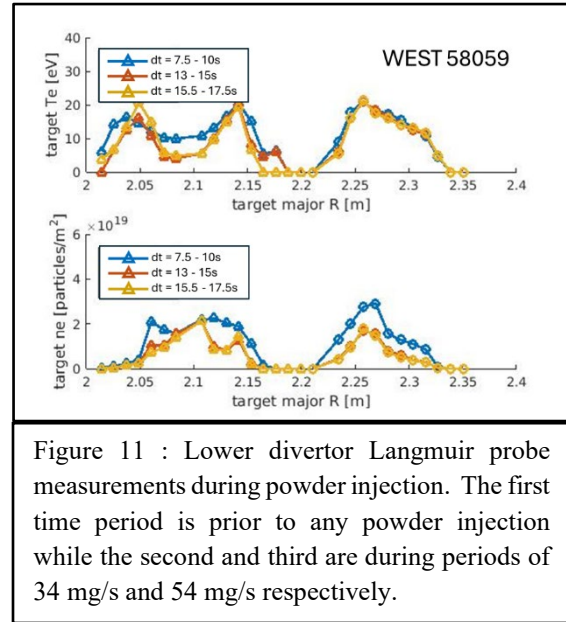 WEST 58059
target Te [eV]
40
30
20
10
0
dt = 7.5 - 10s
dt = 13 - 15s
dt = 15.5 - 17.5s
2 2.05 2.1 2.15 2.2 2.25 2.3 2.35 2.4
target major R [m]
×10¹⁹
target ne [particles/m²]
6
4
2
0
dt = 7.5 - 10s
dt = 13 - 15s
dt = 15.5 - 17.5s
2 2.05 2.1 2.15 2.2 2.25 2.3 2.35 2.4
target major R [m]
Figure 11 : Lower divertor Langmuir probe
measurements during powder injection. The first
time period is prior to any powder injection
while the second and third are during periods of
34 mg/s and 54 mg/s respectively.